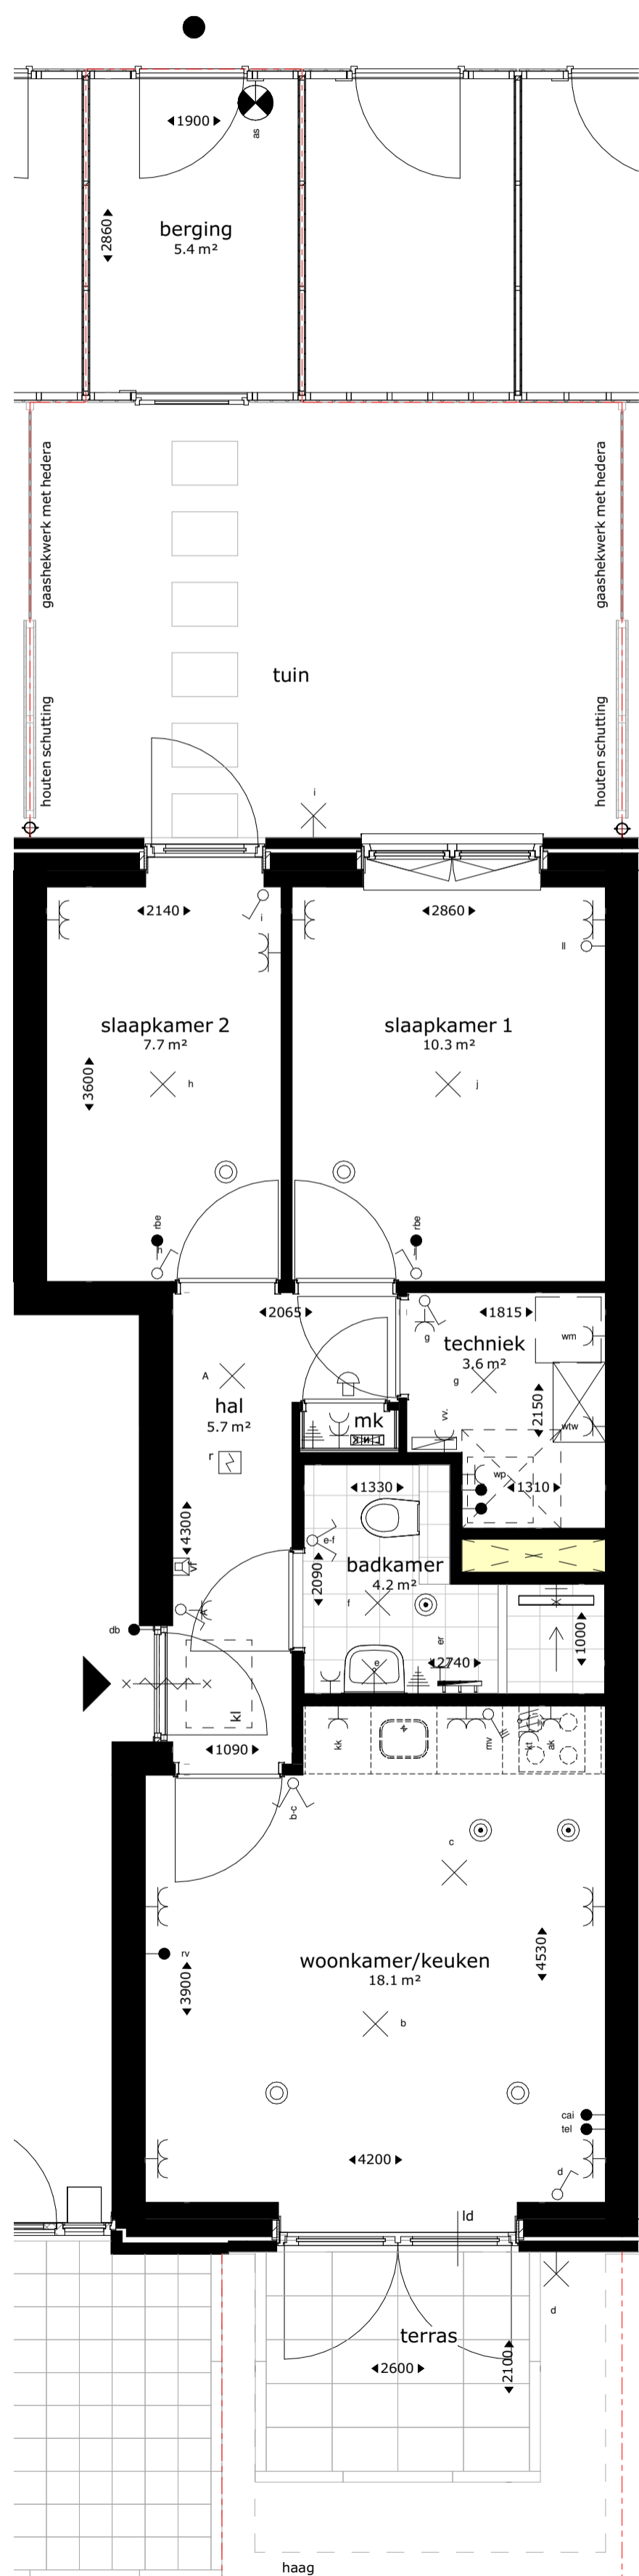 1900
as
2860
berging
5.4 m²
gaashekwerk met hedera
gaashekwerk met hedera
tuin
houten schutting
houten schutting
i
2140
2860
i
ll
slaapkamer 2
7.7 m²
slaapkamer 1
10.3 m²
3600
h
j
rbe
h
rbe
j
2065
1815
g
techniek
3.6 m²
wm
A
g
hal
5.7 m²
mk
vv.
2150
wtw
r
wp
1330
1310
4300
e-f
badkamer
4.2 m²
2090
vr
f
A
db
er
1000
e
2740
kl
kk
mv
kt
ak
1090
b-c
c
woonkamer/keuken
18.1 m²
4530
rv
3900
b
cai
tel
4200
d
ld
d
terras
2600
2100
haag